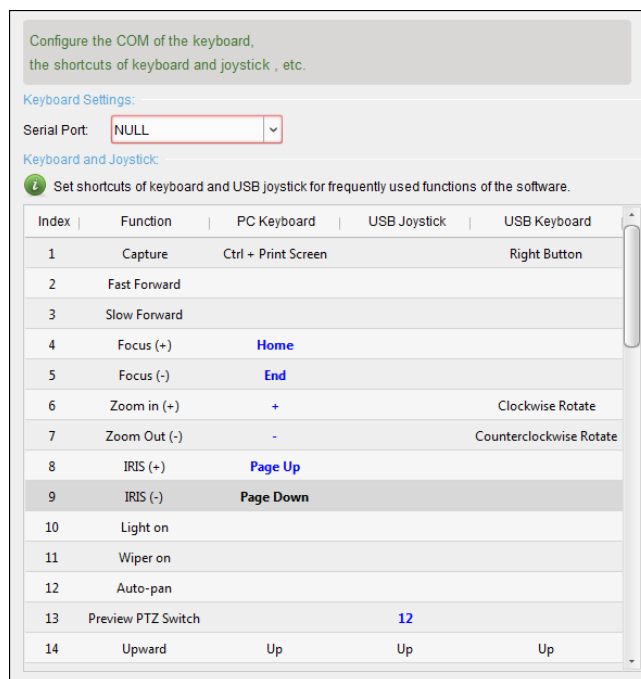 Configure the COM of the keyboard,
the shortcuts of keyboard and joystick , etc.
Keyboard Settings:
Serial Port: NULL
Keyboard and Joystick:
i Set shortcuts of keyboard and USB joystick for frequently used functions of the software.
Index Function PC Keyboard USB Joystick USB Keyboard
1 Capture Ctrl + Print Screen Right Button
2 Fast Forward
3 Slow Forward
4 Focus (+) Home
5 Focus (-) End
6 Zoom in (+) + Clockwise Rotate
7 Zoom Out (-) - Counterclockwise Rotate
8 IRIS (+) Page Up
9 IRIS (-) Page Down
10 Light on
11 Wiper on
12 Auto-pan
13 Preview PTZ Switch 12
14 Upward Up Up Up